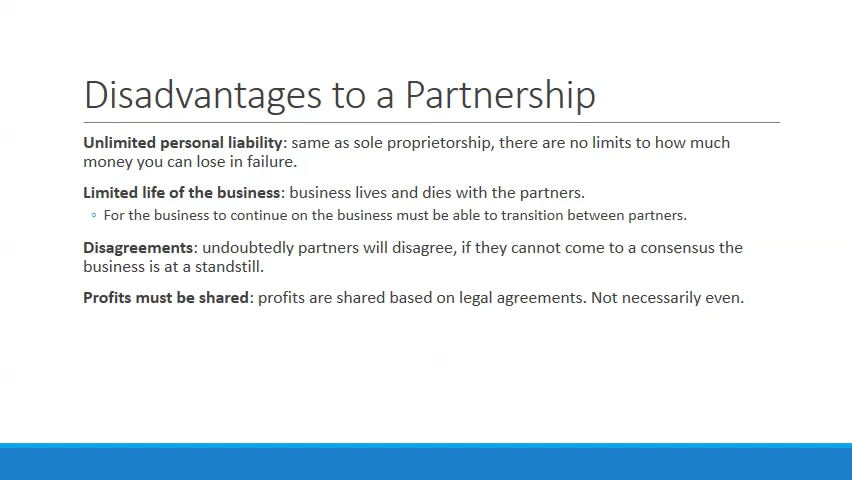 Disadvantages to a Partnership
Unlimited personal liability: same as sole proprietorship, there are no limits to how much
money you can lose in failure.
Limited life of the business: business lives and dies with the partners.
◦ For the business to continue on the business must be able to transition between partners.
Disagreements: undoubtedly partners will disagree, if they cannot come to a consensus the
business is at a standstill.
Profits must be shared: profits are shared based on legal agreements. Not necessarily even.